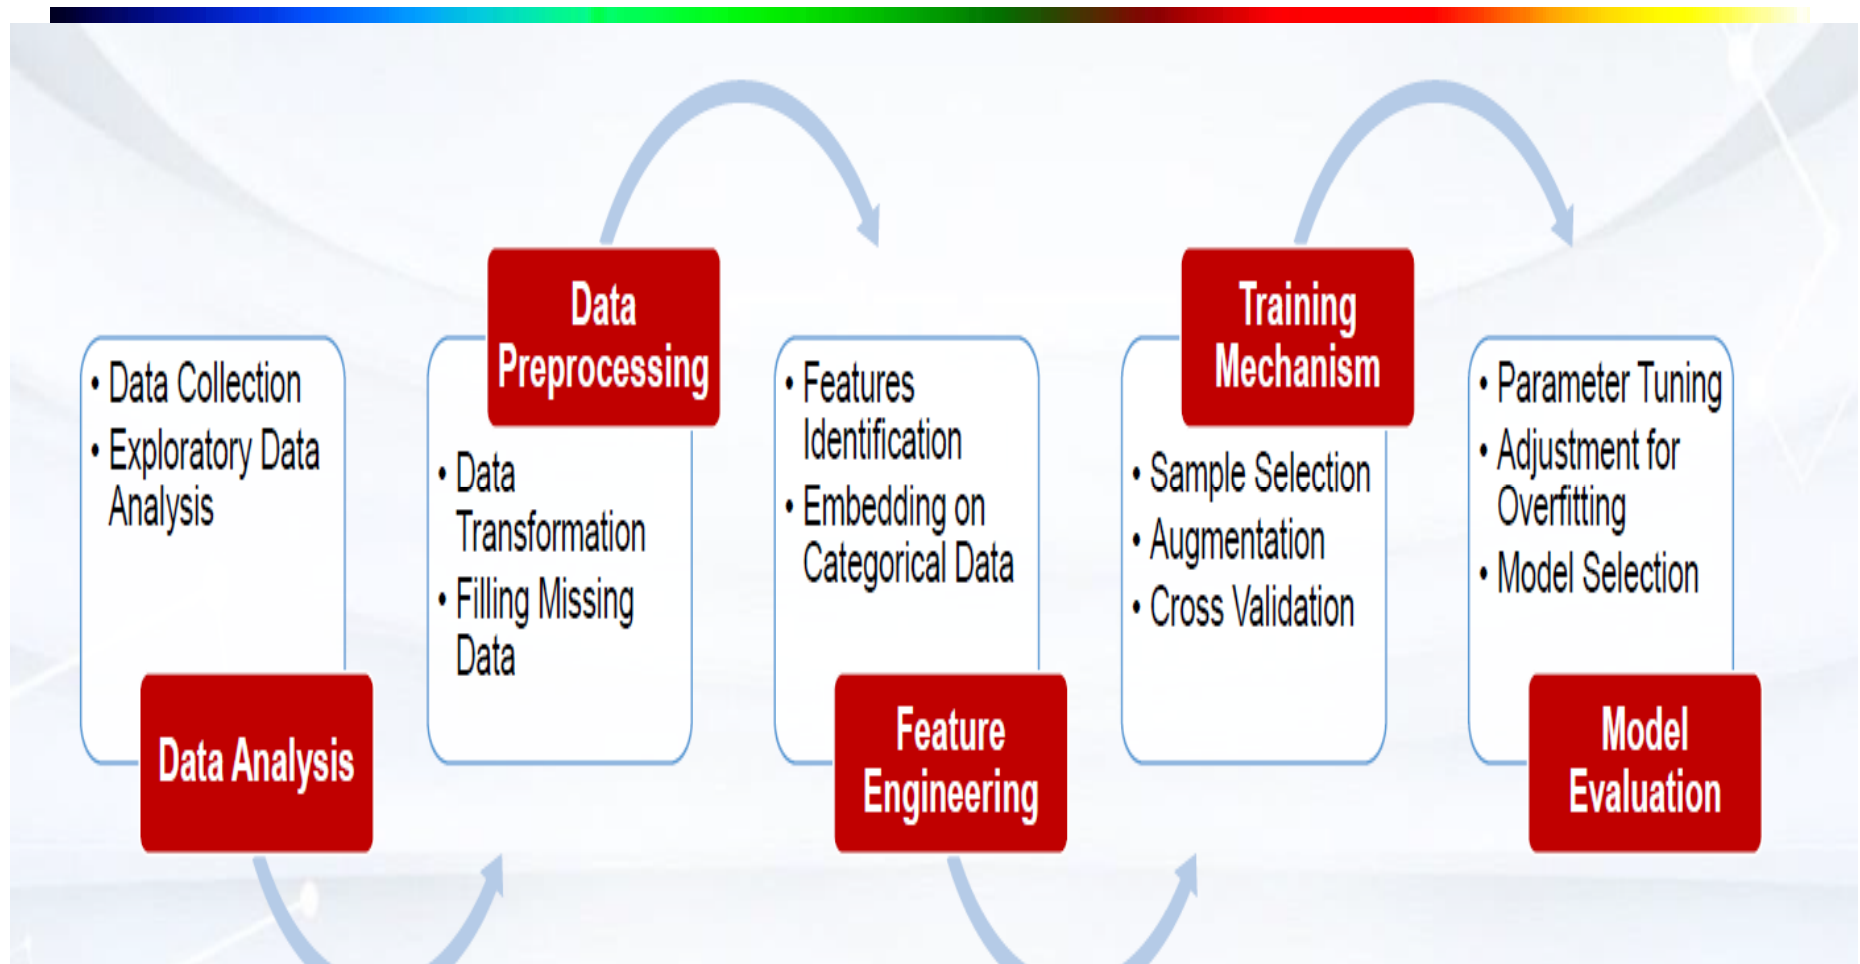 • Data Collection
• Exploratory Data
Analysis
Data Analysis
Data
Preprocessing
• Data
Transformation
• Filling Missing
Data
• Features
Identification
• Embedding on
Categorical Data
Feature
Engineering
Training
Mechanism
• Sample Selection
• Augmentation
• Cross Validation
• Parameter Tuning
• Adjustment for
Overfitting
• Model Selection
Model
Evaluation